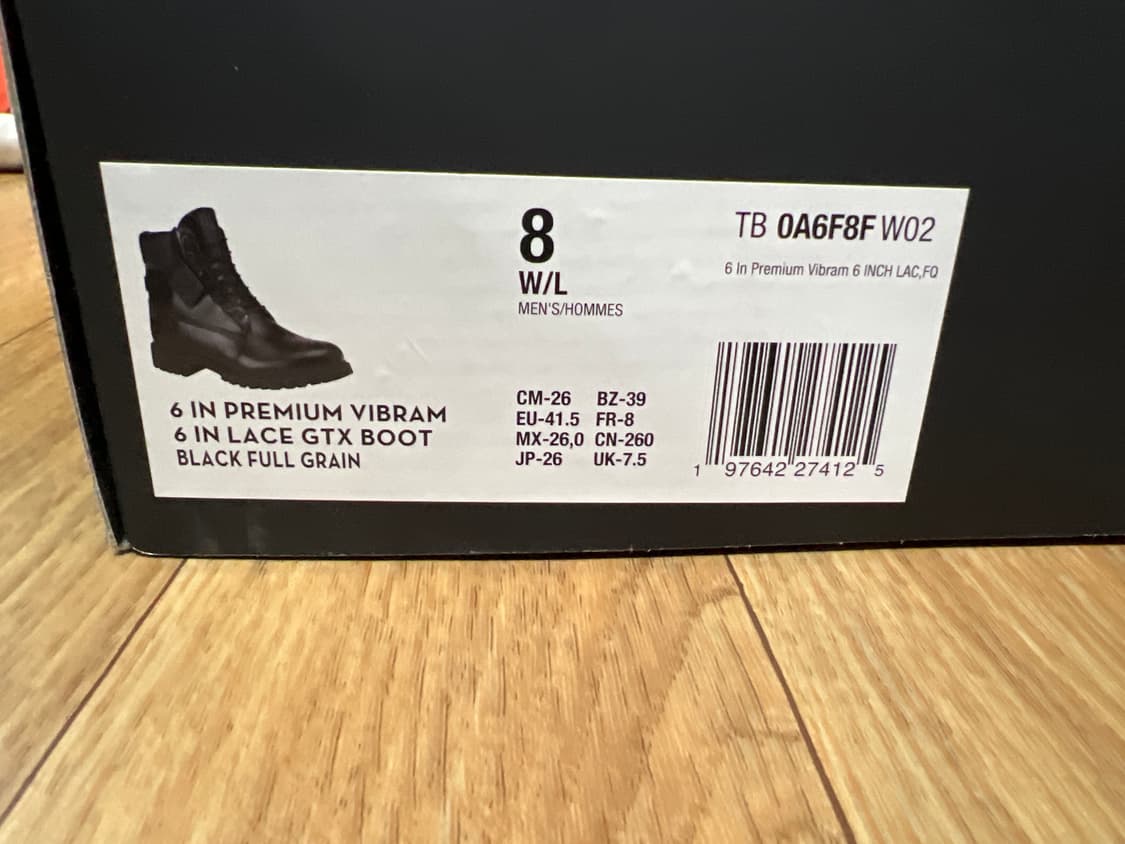 8
W/L
MEN'S/HOMMES
TB 0A6F8F W02
6 In Premium Vibram 6 INCH LAC,FQ
6 IN PREMIUM VIBRAM
6 IN LACE GTX BOOT
BLACK FULL GRAIN
CM-26 BZ-39
EU-41.5 FR-8
MX-26,0 CN-260
JP-26 UK-7.5
1 97642 27412 5